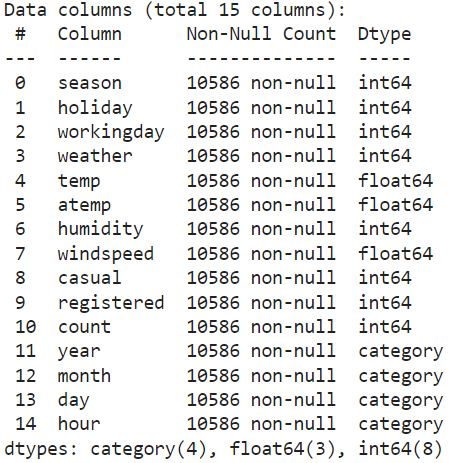 Data columns (total 15 columns):
 #   Column      Non-Null Count  Dtype
---  ------      --------------  -----
 0   season      10586 non-null  int64
 1   holiday     10586 non-null  int64
 2   workingday  10586 non-null  int64
 3   weather     10586 non-null  int64
 4   temp        10586 non-null  float64
 5   atemp       10586 non-null  float64
 6   humidity    10586 non-null  int64
 7   windspeed   10586 non-null  float64
 8   casual      10586 non-null  int64
 9   registered  10586 non-null  int64
 10  count       10586 non-null  int64
 11  year        10586 non-null  category
 12  month       10586 non-null  category
 13  day         10586 non-null  category
 14  hour        10586 non-null  category
dtypes: category(4), float64(3), int64(8)